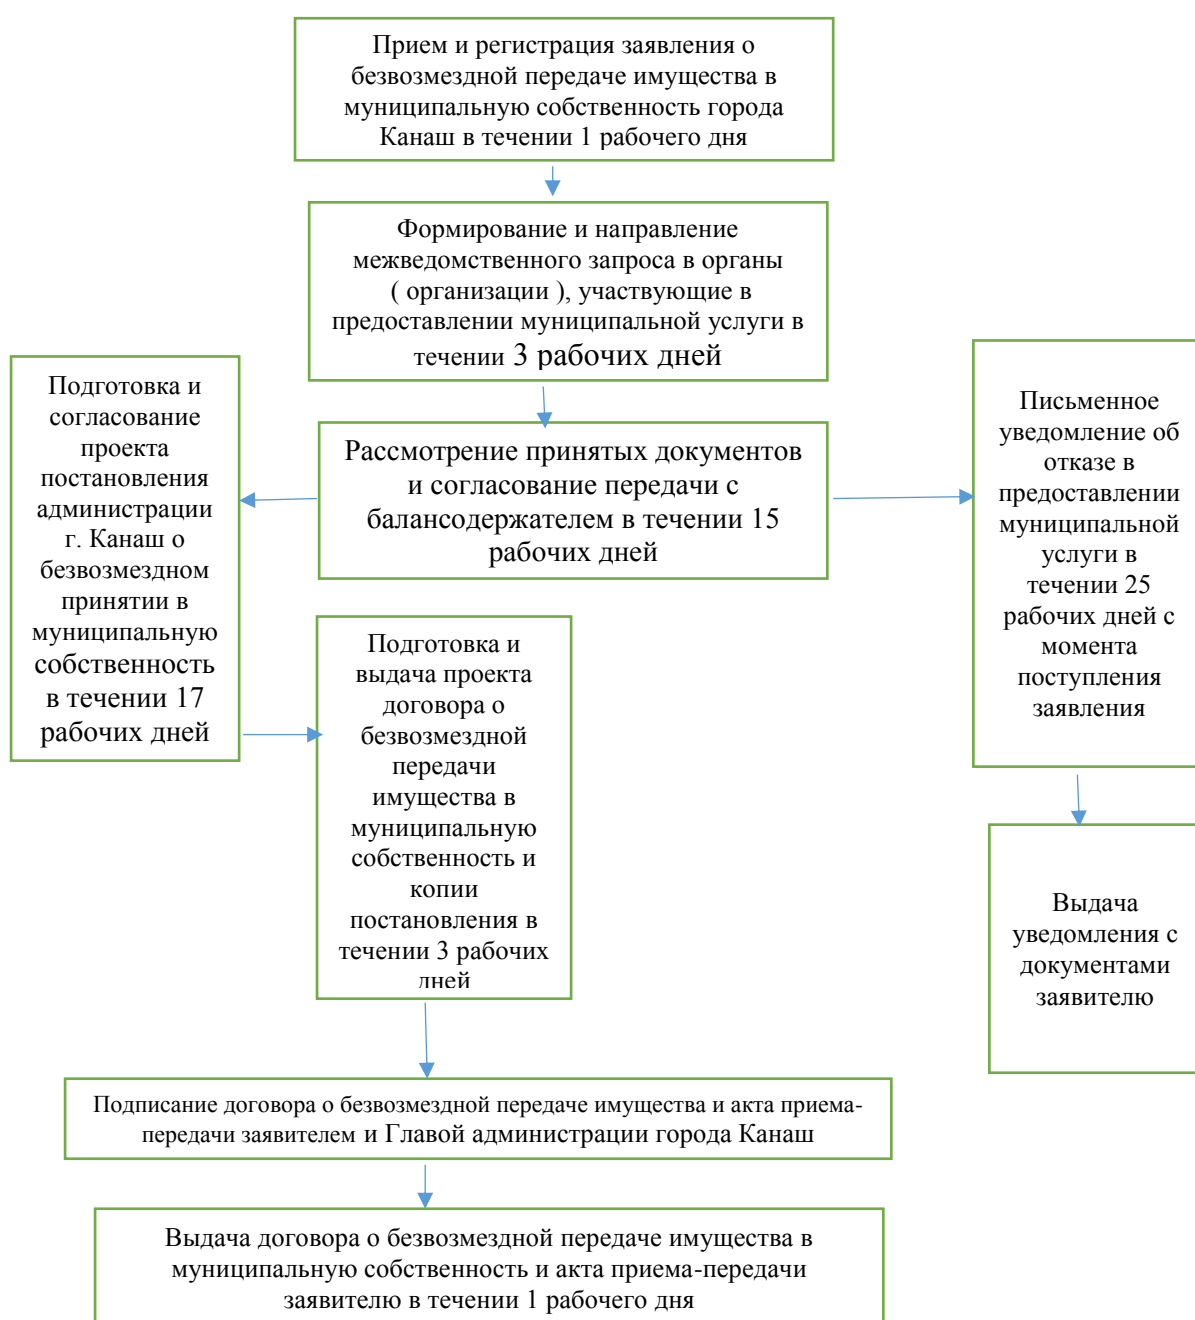 Прием и регистрация заявления о
безвозмездной передаче имущества в
муниципальную собственность города
Канаш в течении 1 рабочего дня
Формирование и направление
межведомственного запроса в органы
( организации ), участвующие в
предоставлении муниципальной услуги в
течении 3 рабочих дней
Рассмотрение принятых документов
и согласование передачи с
балансодержателем в течении 15
рабочих дней
Подготовка и
согласование
проекта
постановления
администрации
г. Канаш о
безвозмездном
принятии в
муниципальную
собственность
в течении 17
рабочих дней
Письменное
уведомление об
отказе в
предоставлении
муниципальной
услуги в
течении 25
рабочих дней с
момента
поступления
заявления
Подготовка и
выдача проекта
договора о
безвозмездной
передачи
имущества в
муниципальную
собственность и
копии
постановления в
течении 3 рабочих
дней
Выдача
уведомления с
документами
заявителю
Подписание договора о безвозмездной передаче имущества и акта приема-
передачи заявителем и Главой администрации города Канаш
Выдача договора о безвозмездной передаче имущества в
муниципальную собственность и акта приема-передачи
заявителю в течении 1 рабочего дня